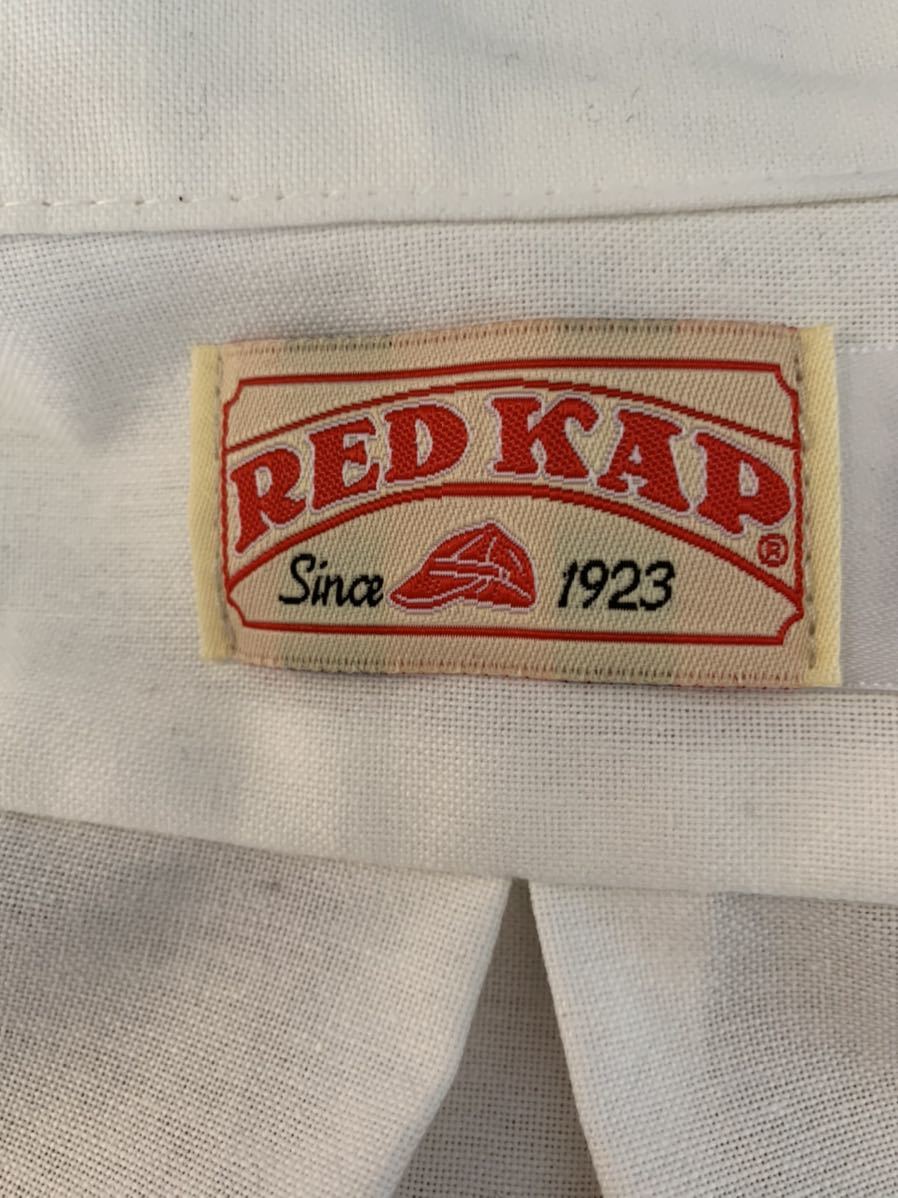 RED KAP®
Since 1923